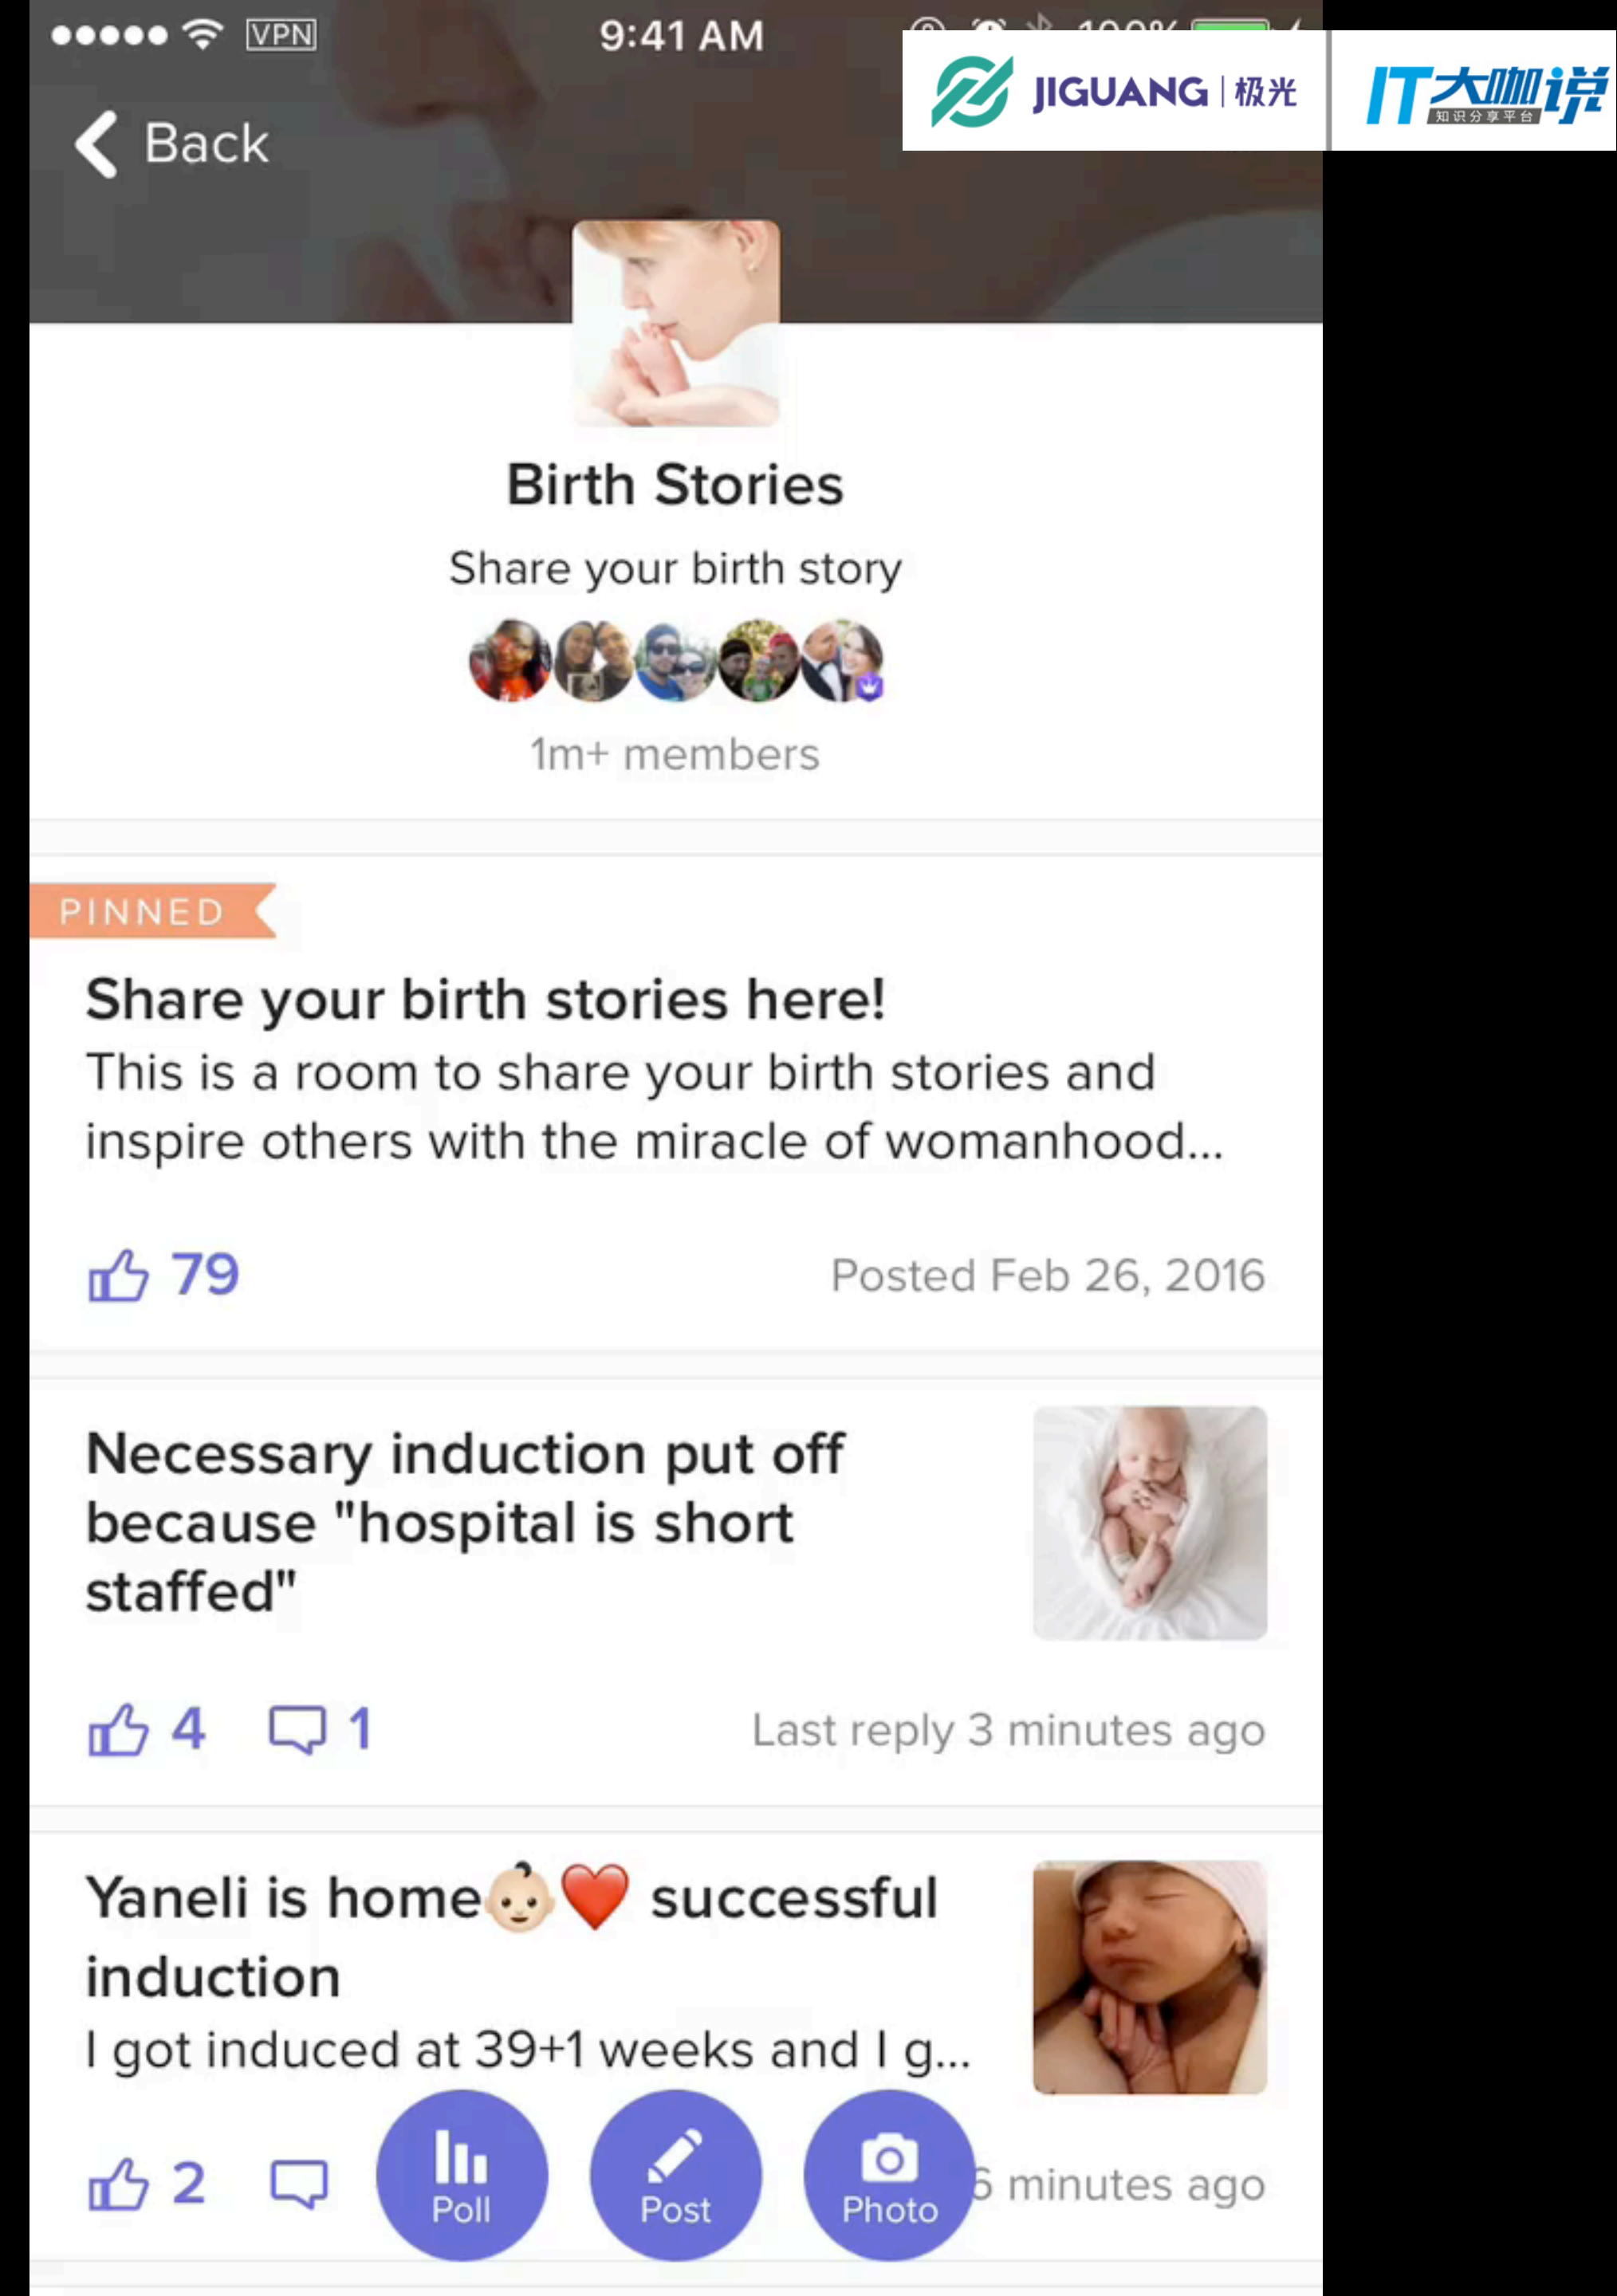 VPN
9:41 AM
100%
JIGUANG | 极光
IT大咖说
知识分享平台
Back
Birth Stories
Share your birth story
1m+ members
PINNED
Share your birth stories here!
This is a room to share your birth stories and
inspire others with the miracle of womanhood...
79
Posted Feb 26, 2016
Necessary induction put off
because "hospital is short
staffed"
4
1
Last reply 3 minutes ago
Yaneli is home👶🏻❤️ successful
induction
I got induced at 39+1 weeks and I g...
2
Poll
Post
Photo
minutes ago